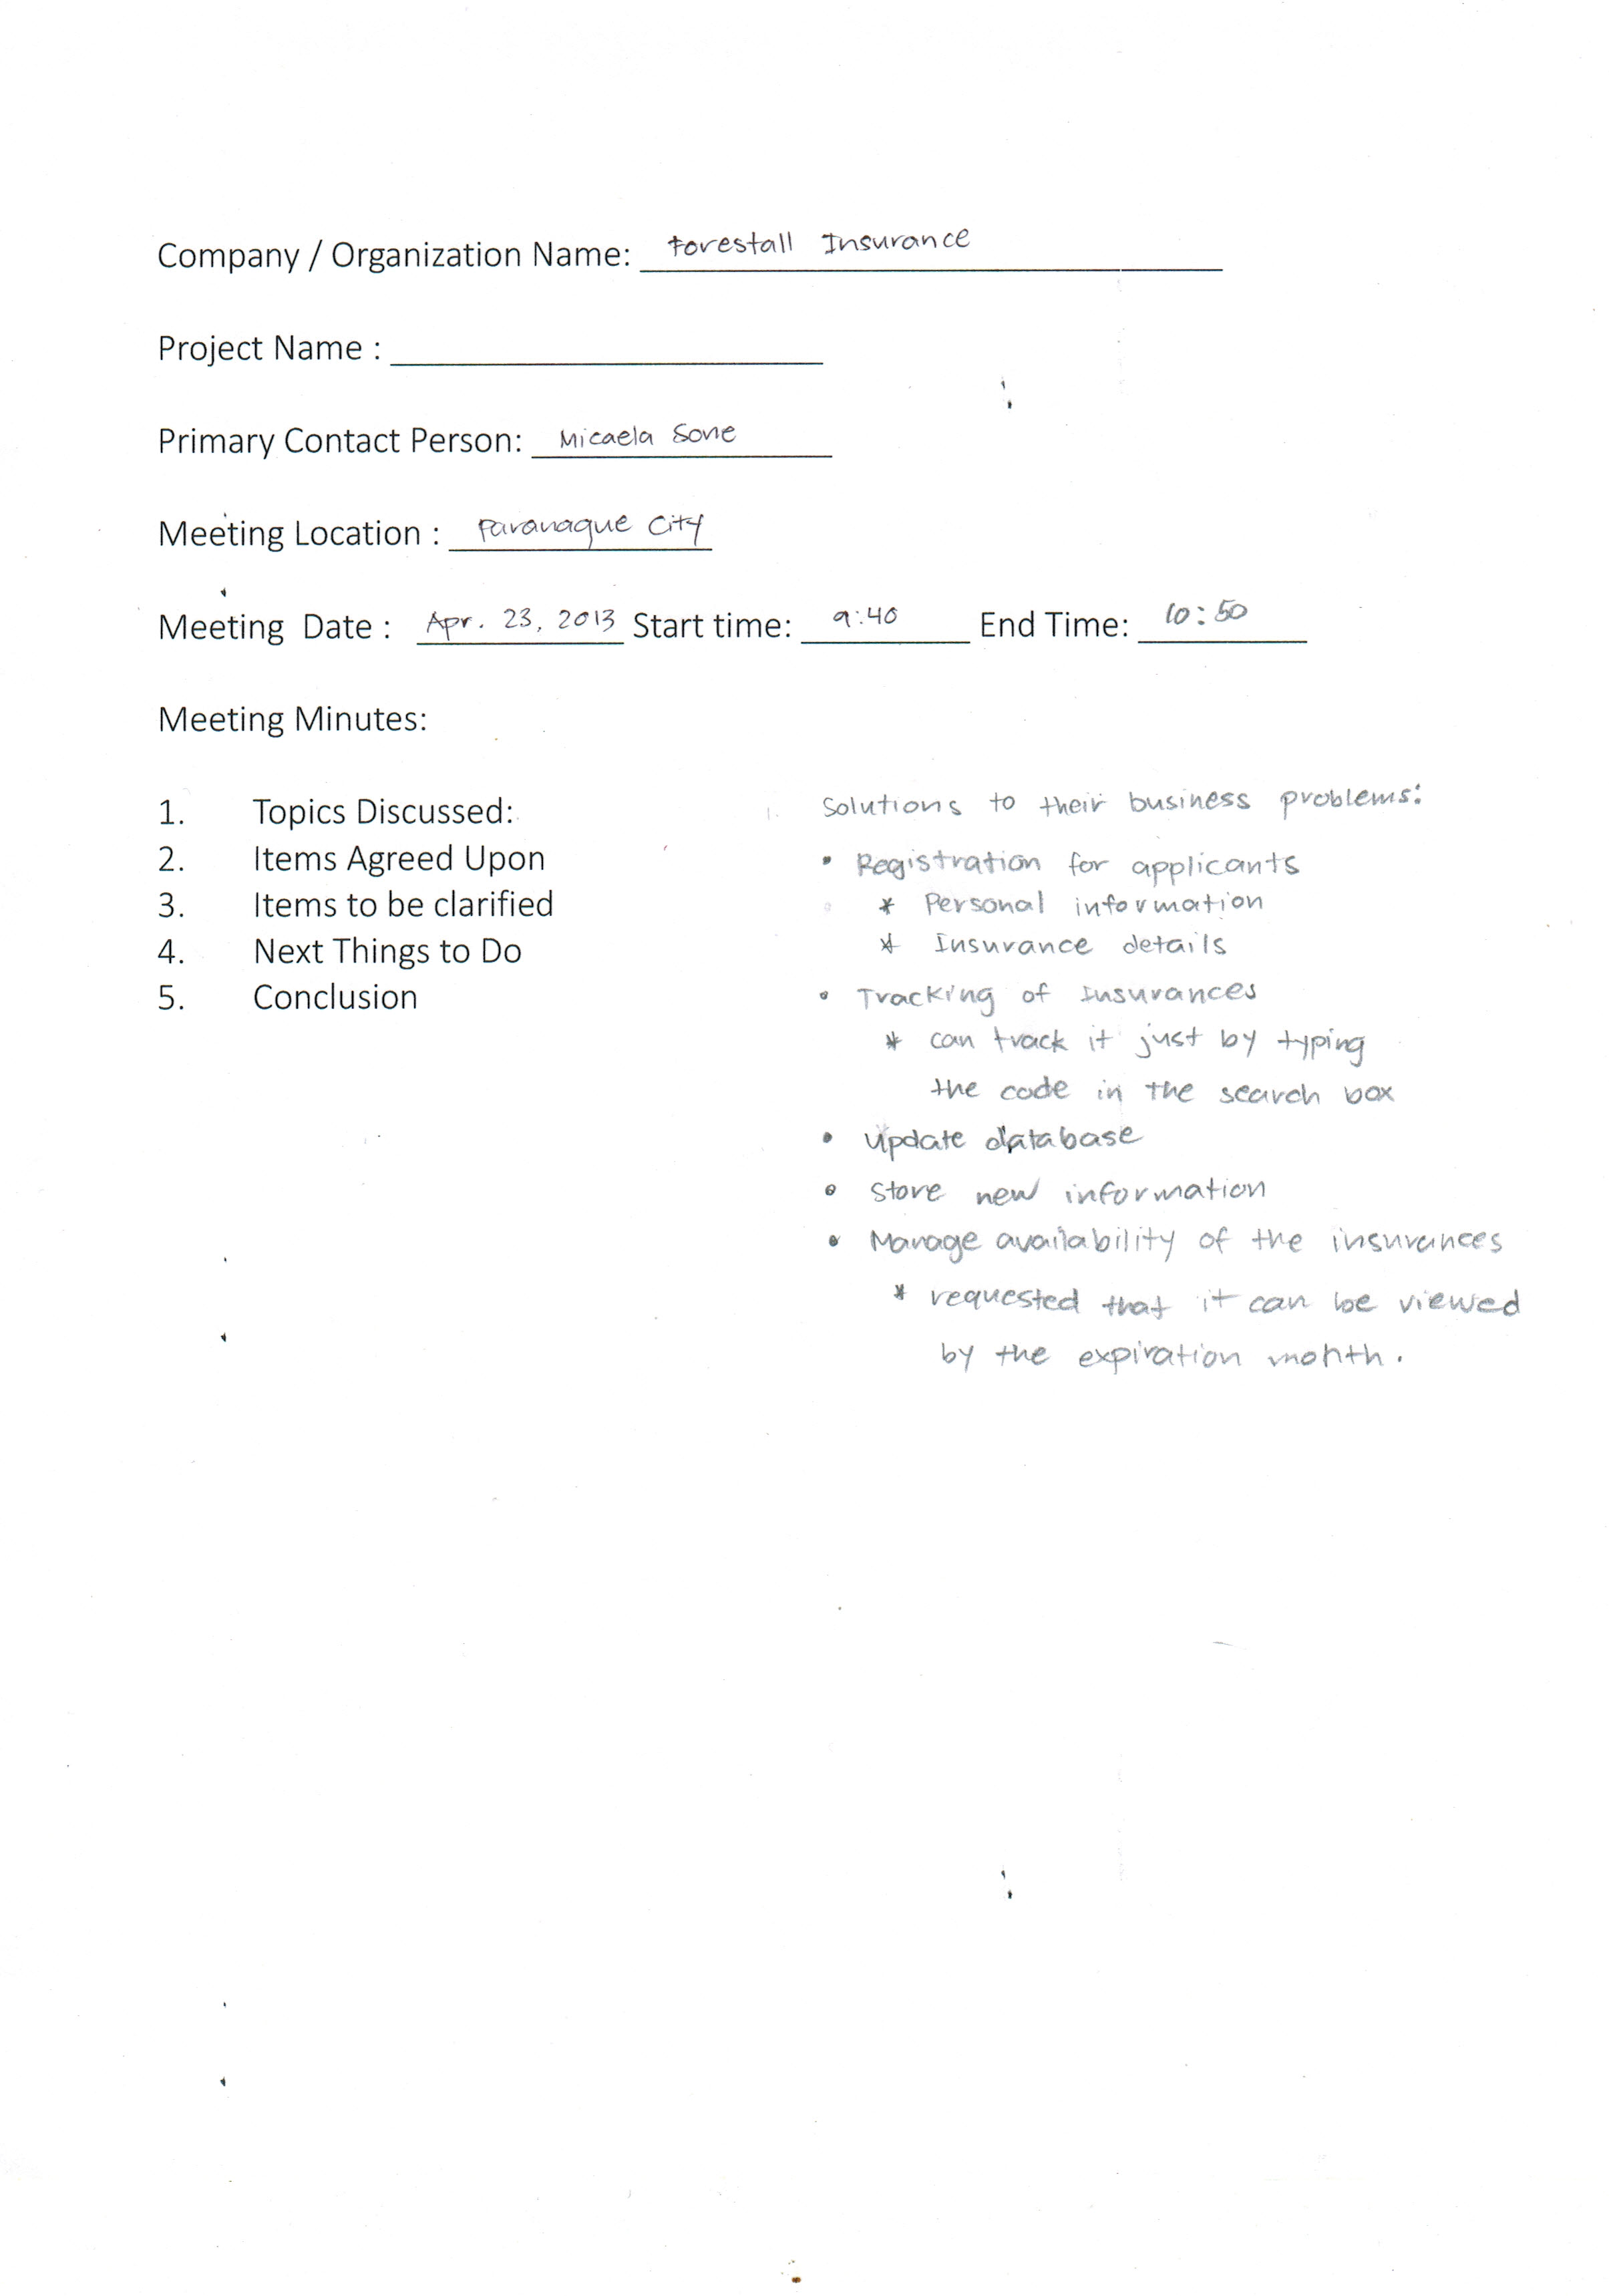 Company / Organization Name: Forestall Insurance
Project Name :
Primary Contact Person: Micaela Sone
Meeting Location : Paranaque City
Meeting Date : Apr. 23, 2013 Start time: 9:40 End Time: 10:50
Meeting Minutes:
1. Topics Discussed:
2. Items Agreed Upon
3. Items to be clarified
4. Next Things to Do
5. Conclusion
Solutions to their business problems:
• Registration for applicants
* Personal information
* Insurance details
• Tracking of Insurances
* can track it just by typing
the code in the search box
• Update database
• Store new information
• Manage availability of the insurances
* requested that it can be viewed
by the expiration month.